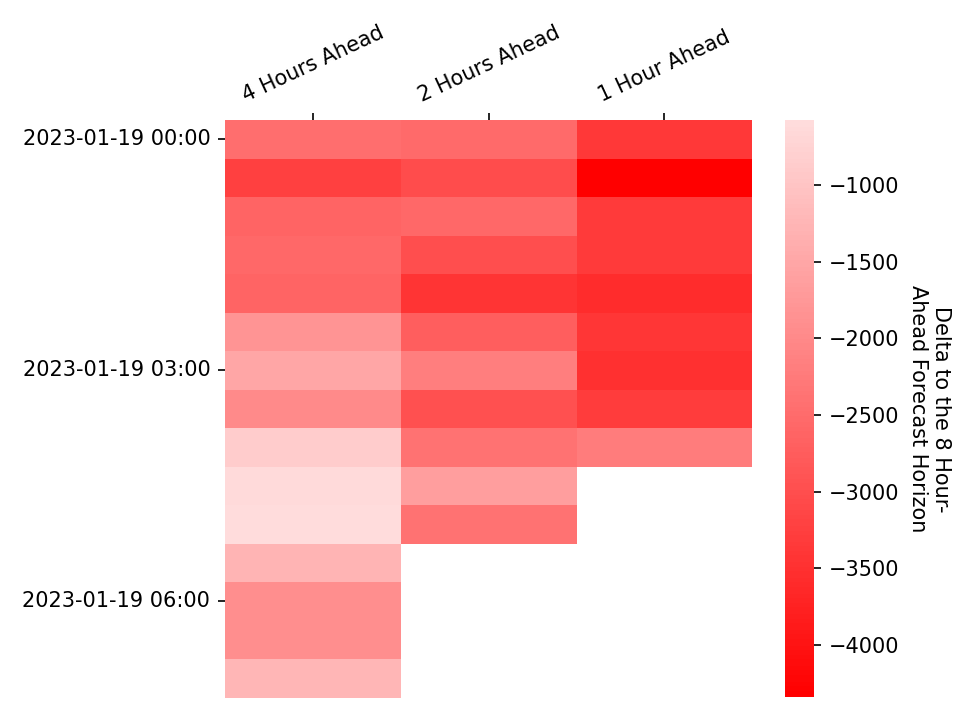 4 Hours Ahead
2 Hours Ahead
1 Hour Ahead
2023-01-19 00:00
2023-01-19 03:00
2023-01-19 06:00
−1000
−1500
−2000
−2500
−3000
−3500
−4000
Delta to the 8 Hour-
Ahead Forecast Horizon